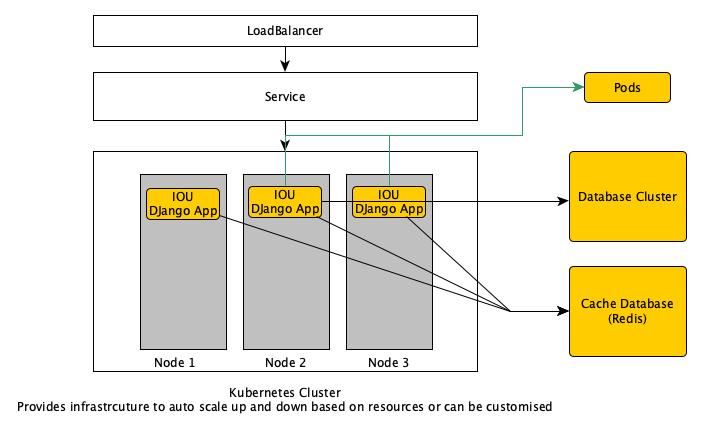 LoadBalancer
Service
Pods
IOU
DJango App
IOU
DJango App
IOU
DJango App
Database Cluster
Cache Database
(Redis)
Node 1
Node 2
Node 3
Kubernetes Cluster
Provides infrastrcuture to auto scale up and down based on resources or can be customised